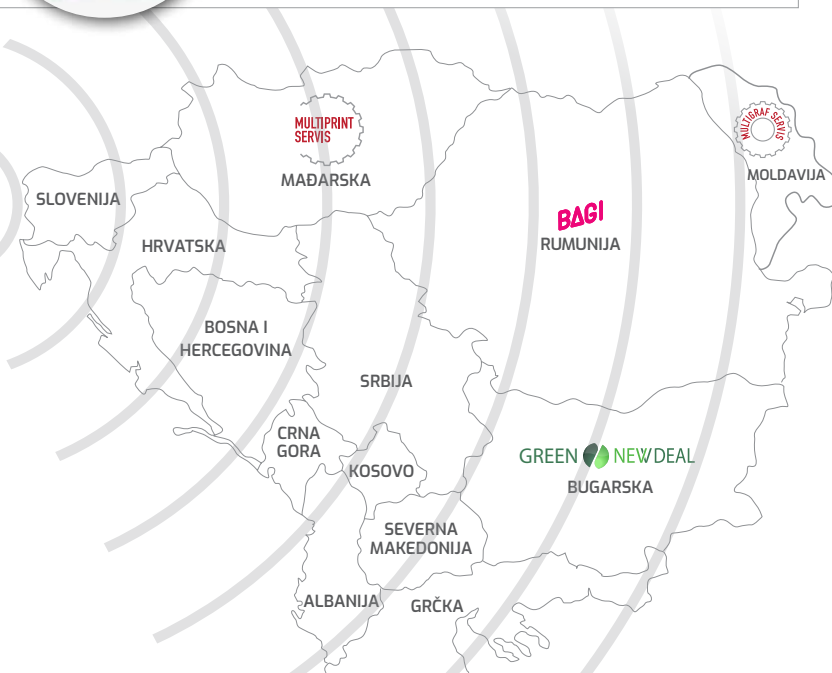 MULTIPRINT
SERVIS
MAĐARSKA
MULTIGRAF SERVIS
MOLDAVIJA
SLOVENIJA
BAGI
RUMUNIJA
HRVATSKA
BOSNA I
HERCEGOVINA
SRBIJA
CRNA
GORA
KOSOVO
GREEN NEW DEAL
BUGARSKA
SEVERNA
MAKEDONIJA
ALBANIJA
GRČKA